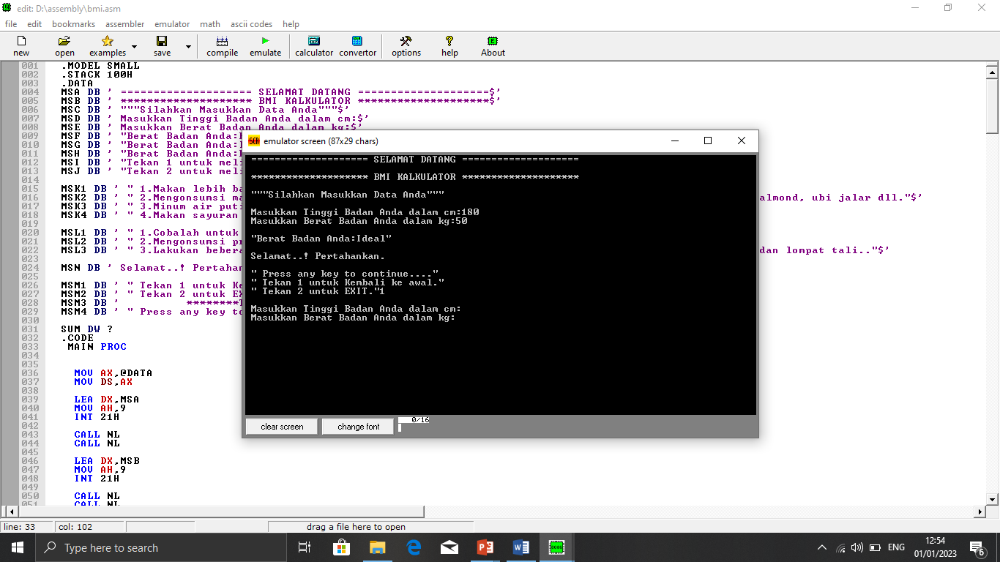 edit: D:\assembly\bmi.asm
file edit bookmarks assembler emulator math ascii codes help
new open examples save compile emulate calculator convertor options help About
001 .MODEL SMALL
002 .STACK 100H
003 .DATA
004 MSA DB ' ==================== SELAMAT DATANG ====================$'
005 MSB DB ' ******************** BMI KALKULATOR ********************$'
006 MSC DB ' """Silahkan Masukkan Data Anda"""$'
007 MSD DB ' Masukkan Tinggi Badan Anda dalam cm:$'
008 MSE DB ' Masukkan Berat Badan Anda dalam kg:$'
009 MSF DB ' "Berat Badan Anda:
010 MSG DB ' "Berat Badan Anda:
011 MSH DB ' "Berat Badan Anda:
012 MSI DB ' "Tekan 1 untuk meli
013 MSJ DB ' "Tekan 2 untuk meli
014
015 MSK1 DB ' " 1.Makan lebih ba
016 MSK2 DB ' " 2.Mengonsumsi ma almond, ubi jalar dll."$'
017 MSK3 DB ' " 3.Minum air puti
018 MSK4 DB ' " 4.Makan sayuran
019
020 MSL1 DB ' " 1.Cobalah untuk
021 MSL2 DB ' " 2.Mengonsumsi pr
022 MSL3 DB ' " 3.Lakukan bebera dan lompat tali.."$'
023
024 MSN DB ' Selamat..! Pertahan
025
026 MSM1 DB ' " Tekan 1 untuk Ke
027 MSM2 DB ' " Tekan 2 untuk EX
028 MSM3 DB ' ********
029 MSM4 DB ' " Press any key to
030
031 SUM DW ?
032 .CODE
033 MAIN PROC
034
035
036 MOV AX,@DATA
037 MOV DS,AX
038
039 LEA DX,MSA
040 MOV AH,9
041 INT 21H
042
043 CALL NL
044 CALL NL
045
046 LEA DX,MSB
047 MOV AH,9
048 INT 21H
049
050 CALL NL
051 CALL NL
emulator screen (87x29 chars)
==================== SELAMAT DATANG ====================
******************** BMI KALKULATOR ********************
"""Silahkan Masukkan Data Anda"""
Masukkan Tinggi Badan Anda dalam cm:180
Masukkan Berat Badan Anda dalam kg:50
"Berat Badan Anda:Ideal"
Selamat..! Pertahankan.
" Press any key to continue...."
" Tekan 1 untuk Kembali ke awal."
" Tekan 2 untuk EXIT."1
Masukkan Tinggi Badan Anda dalam cm:
Masukkan Berat Badan Anda dalam kg:
clear screen change font 0/16
line: 33 col: 102 drag a file here to open
Type here to search
ENG
12:54
01/01/2023
6